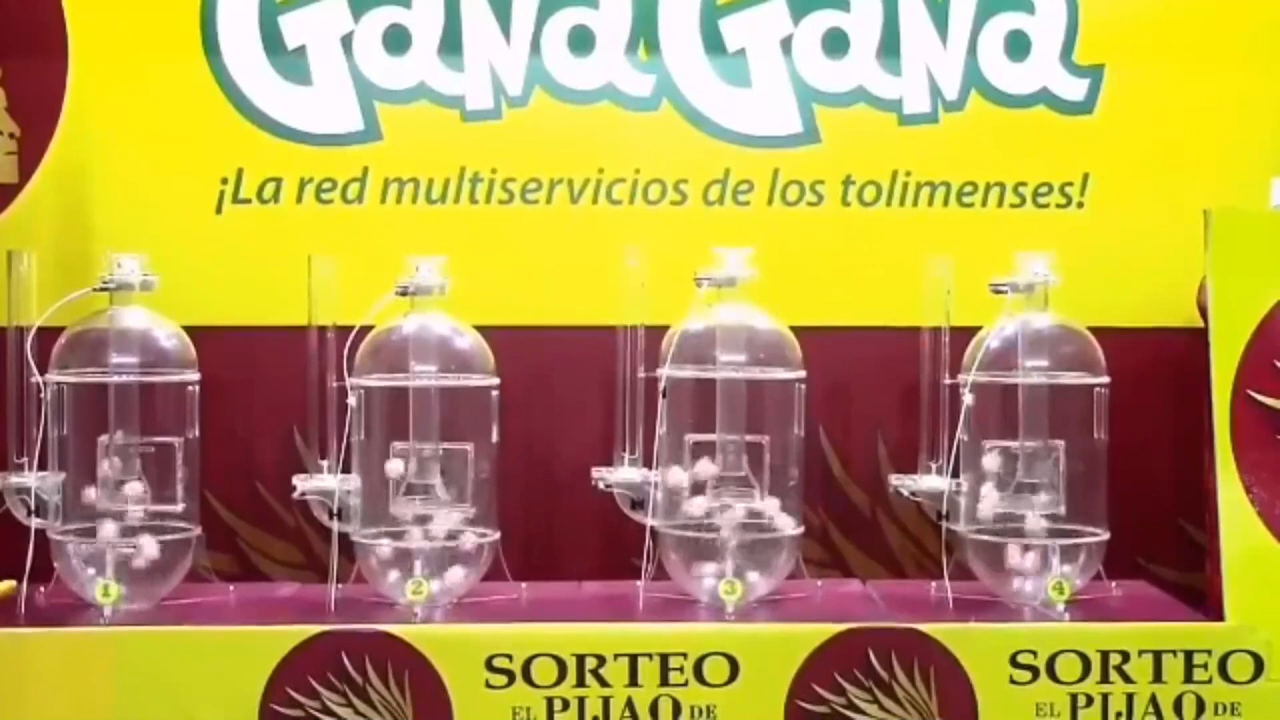 GanaGana
¡La red multiservicios de los tolimenses!
1
2
3
4
SORTEO
EL PIJAO DE
SORTEO
EL PIJAO DE